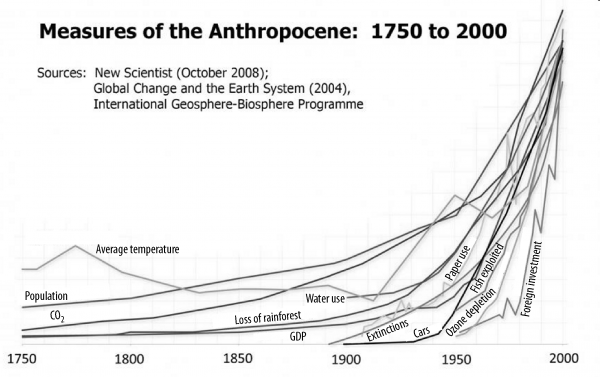 Measures of the Anthropocene: 1750 to 2000
Sources: New Scientist (October 2008);
Global Change and the Earth System (2004),
International Geosphere-Biosphere Programme
Average temperature
Population
CO2
Water use
Loss of rainforest
GDP
Extinctions
Cars
Paper use
Fish exploited
Ozone depletion
Foreign investment
1750
1800
1850
1900
1950
2000